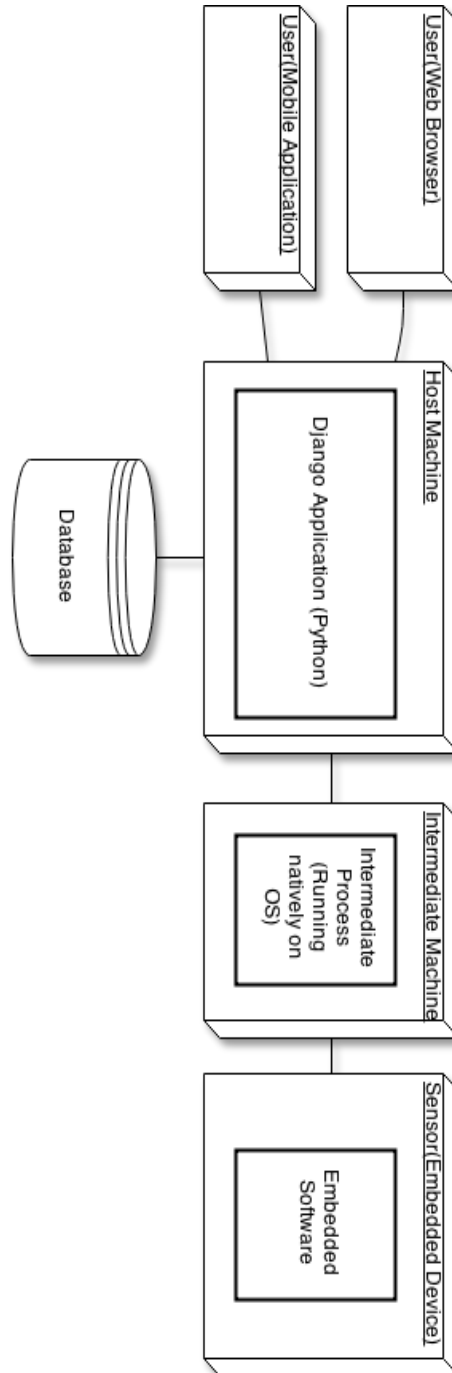 User(Web Browser)
User(Mobile Application)
Host Machine
Django Application (Python)
Database
Intermediate Machine
Intermediate
Process
(Running
natively on
OS)
Sensor(Embedded Device)
Embedded
Software